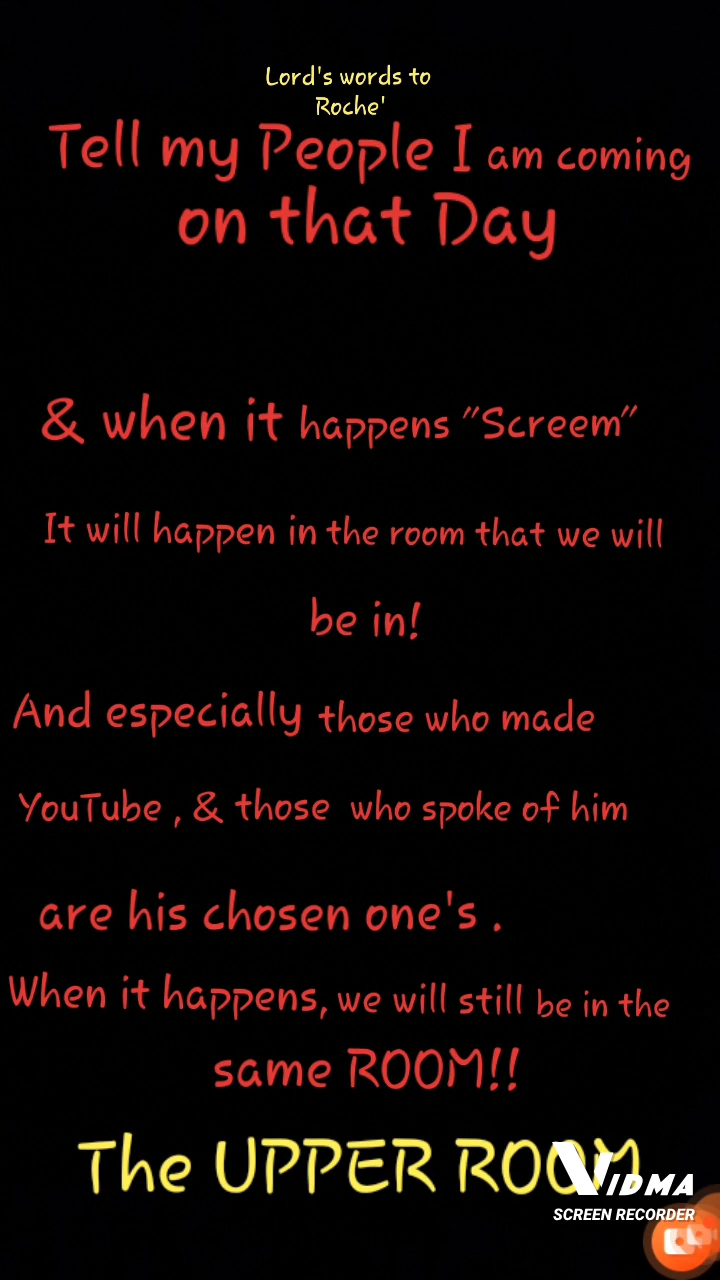 Lord's words to
Roche'
Tell my People I am coming
on that Day
& when it happens "Screem"
It will happen in the room that we will
be in!
And especially those who made
YouTube , & those who spoke of him
are his chosen one's .
When it happens, we will still be in the
same ROOM!!
The UPPER ROOM
VIDMA
SCREEN RECORDER